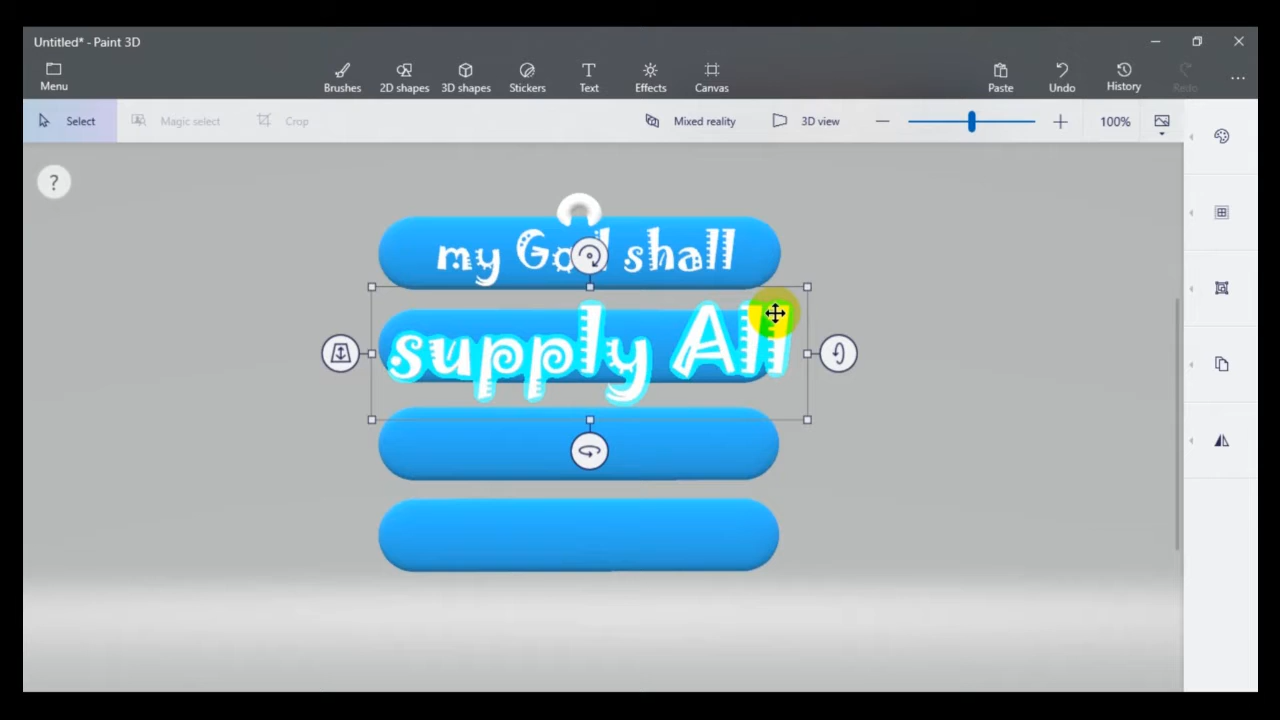 Untitled* - Paint 3D
Menu
Brushes
2D shapes
3D shapes
Stickers
Text
Effects
Canvas
Paste
Undo
History
Redo
Select
Magic select
Crop
Mixed reality
3D view
100%
?
my God shall
supply All